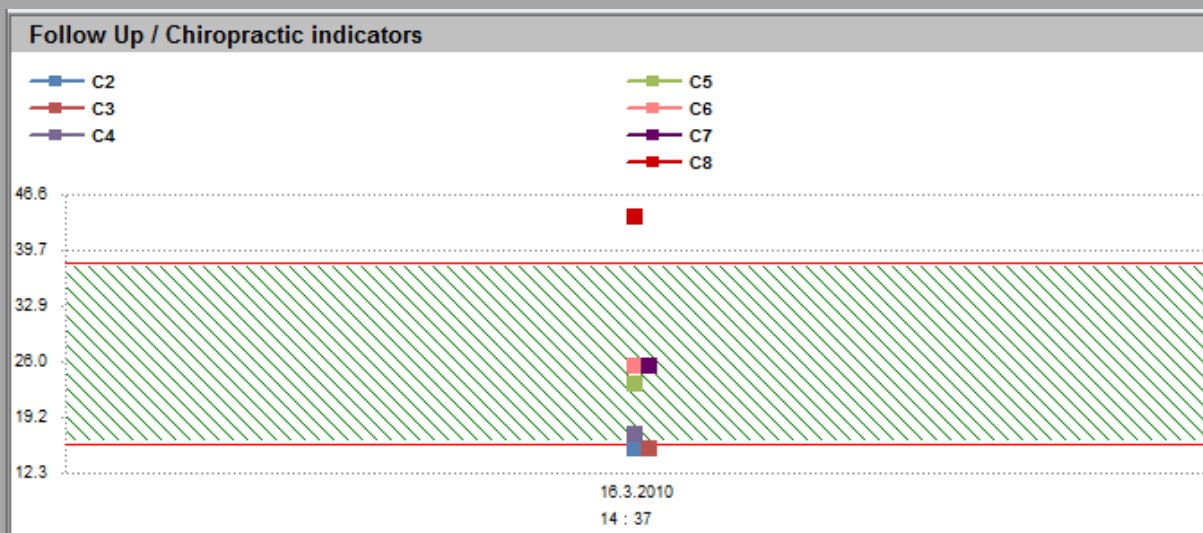 Follow Up / Chiropractic indicators
C2
C3
C4
C5
C6
C7
C8
46.6
39.7
32.9
26.0
19.2
12.3
16.3.2010
14 : 37